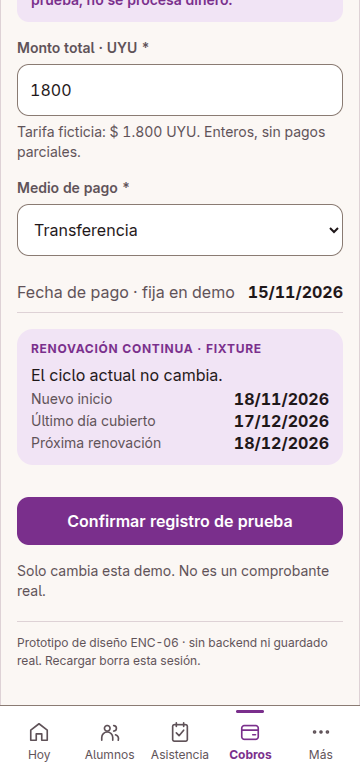 prueba, no se procesa dinero.
Monto total · UYU *
1800
Tarifa ficticia: $ 1.800 UYU. Enteros, sin pagos
parciales.
Medio de pago *
Transferencia
Fecha de pago · fija en demo 15/11/2026
RENOVACIÓN CONTINUA · FIXTURE
El ciclo actual no cambia.
Nuevo inicio 18/11/2026
Último día cubierto 17/12/2026
Próxima renovación 18/12/2026
Confirmar registro de prueba
Solo cambia esta demo. No es un comprobante
real.
Prototipo de diseño ENC-06 · sin backend ni guardado
real. Recargar borra esta sesión.
Hoy Alumnos Asistencia Cobros Más